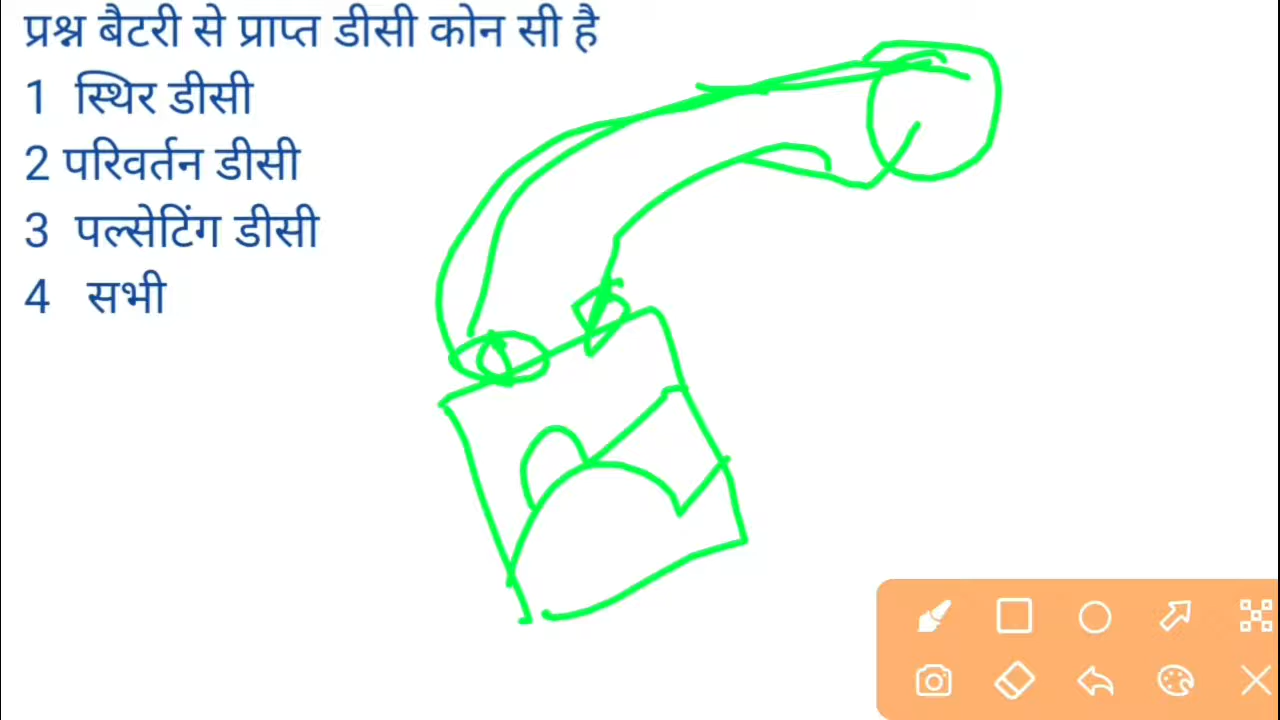 प्रश्न बैटरी से प्राप्त डीसी कोन सी है
1 स्थिर डीसी
2 परिवर्तन डीसी
3 पल्सेटिंग डीसी
4 सभी